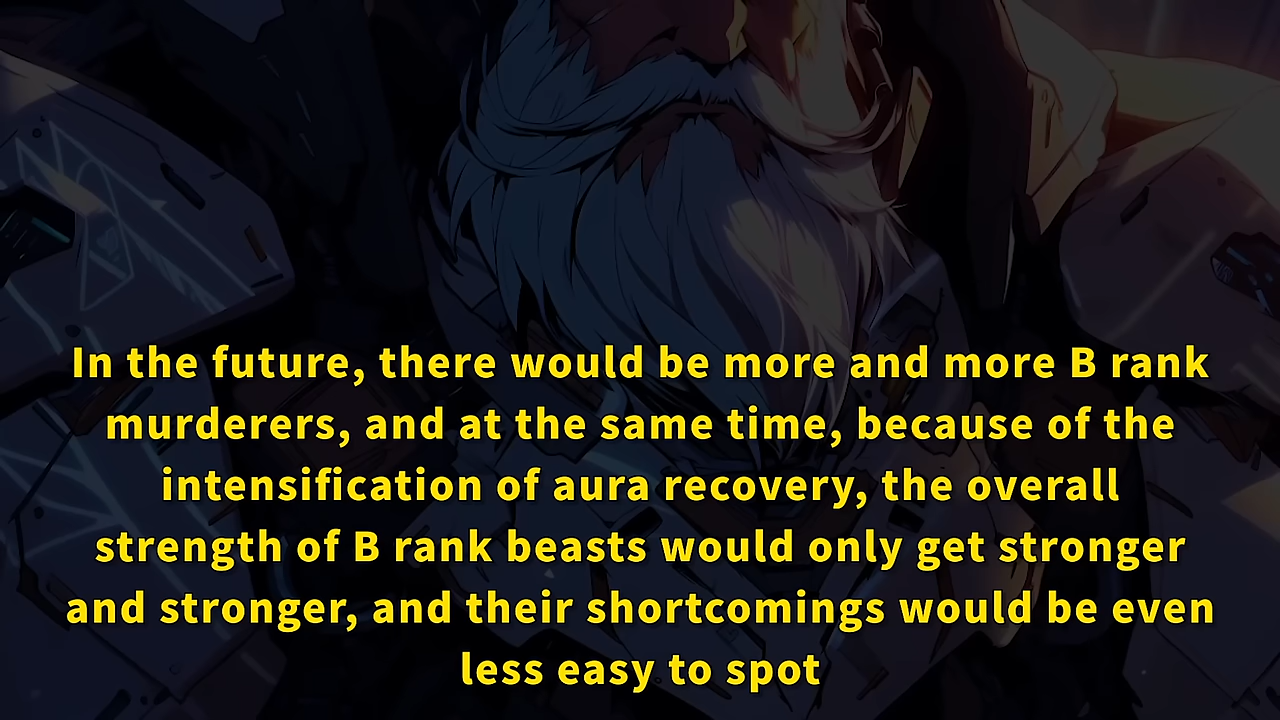 In the future, there would be more and more B rank
murderers, and at the same time, because of the
intensification of aura recovery, the overall
strength of B rank beasts would only get stronger
and stronger, and their shortcomings would be even
less easy to spot